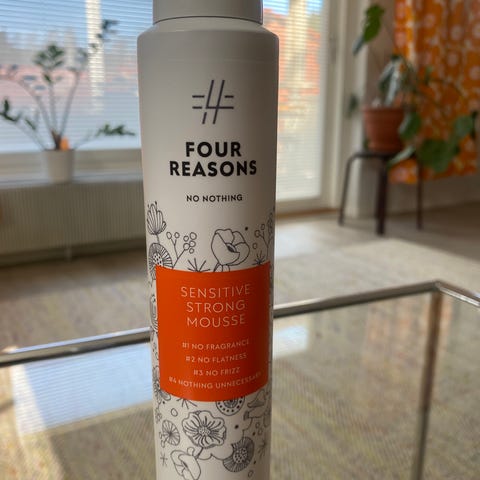 FOUR
REASONS
NO NOTHING
SENSITIVE
STRONG
MOUSSE
#1 NO FRAGRANCE
#2 NO FLATNESS
#3 NO FRIZZ
#4 NOTHING UNNECESSARY